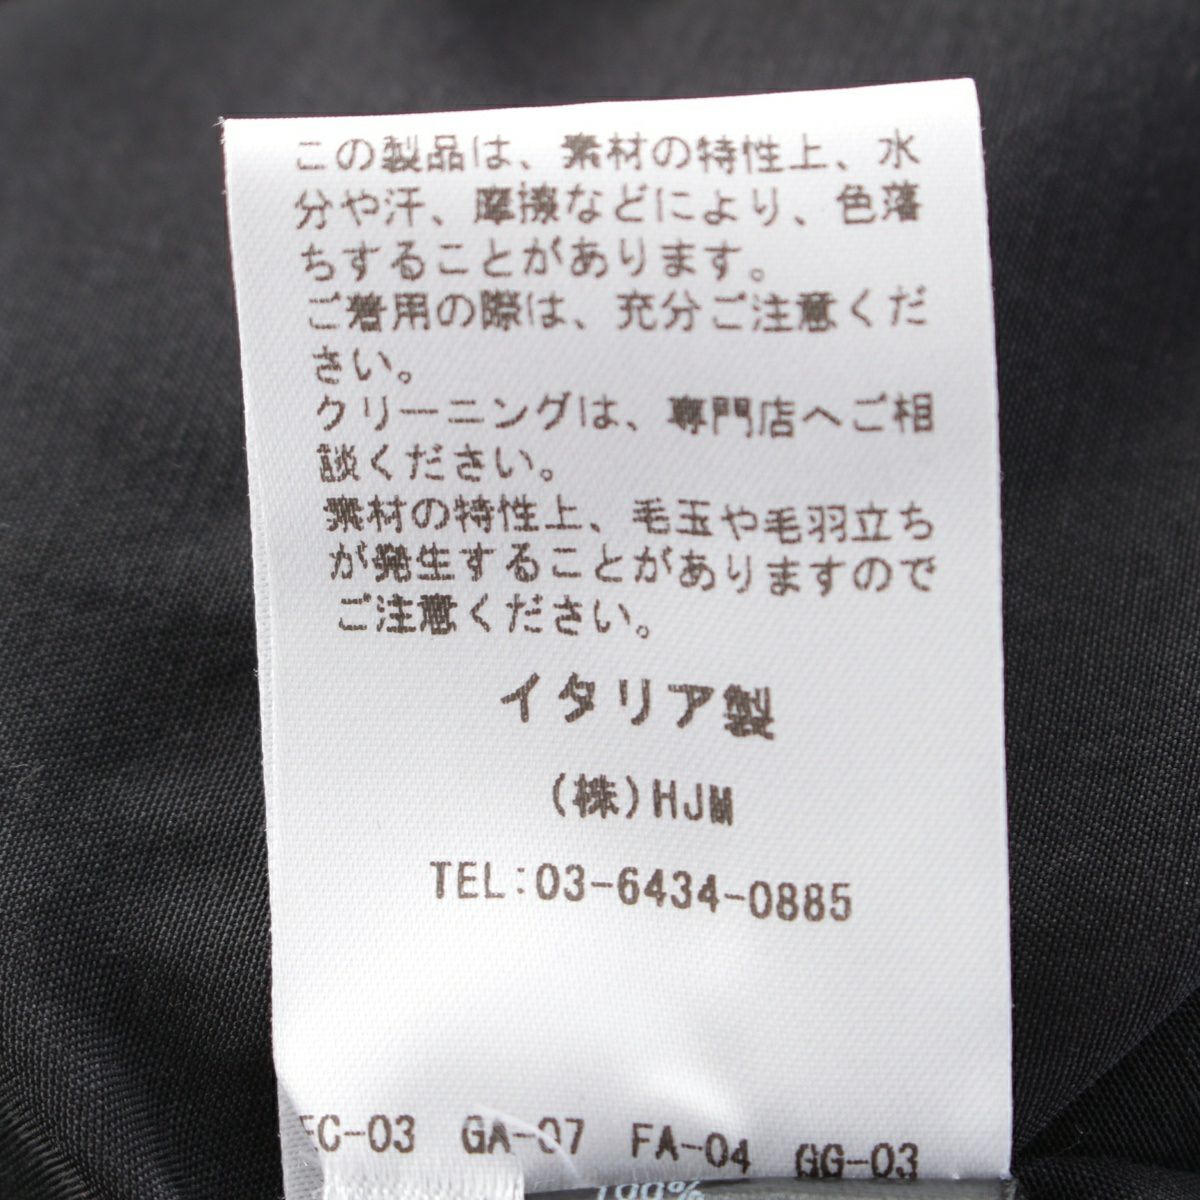 この製品は、素材の特性上、水
分や汗、摩擦などにより、色落
ちすることがあります。
ご着用の際は、充分ご注意くだ
さい。
クリーニングは、専門店へご相
談ください。
素材の特性上、毛玉や毛羽立ち
が発生することがありますので
ご注意ください。
イタリア製
(株)HJM
TEL:03-6434-0885
FC-03 GA-07 FA-04 GG-03
100%